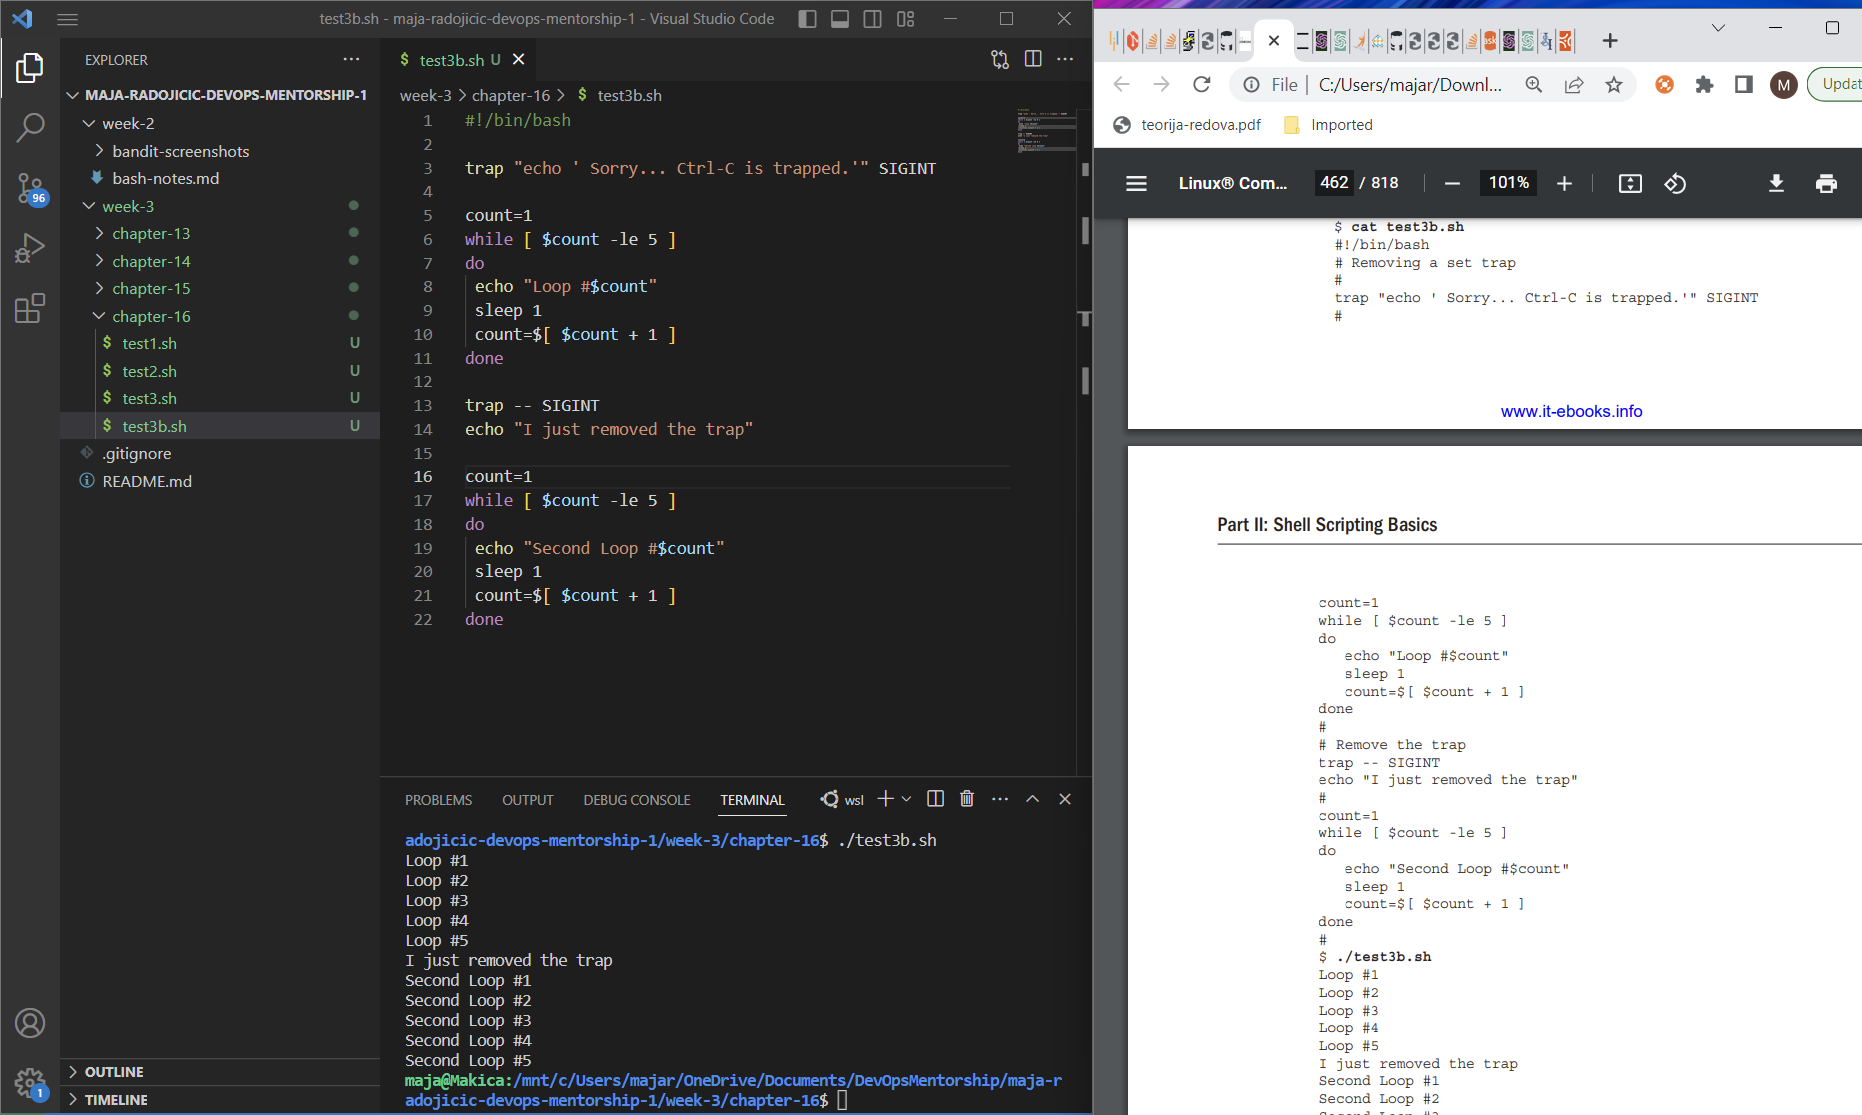 test3b.sh - maja-radojicic-devops-mentorship-1 - Visual Studio Code
EXPLORER
MAJA-RADOJICIC-DEVOPS-MENTORSHIP-1
week-2
bandit-screenshots
bash-notes.md
week-3
chapter-13
chapter-14
chapter-15
chapter-16
$ test1.sh U
$ test2.sh U
$ test3.sh U
$ test3b.sh U
.gitignore
README.md
96
1
OUTLINE
TIMELINE
$ test3b.sh U
week-3 > chapter-16 > $ test3b.sh
1 #!/bin/bash
2
3 trap "echo ' Sorry... Ctrl-C is trapped.'" SIGINT
4
5 count=1
6 while [ $count -le 5 ]
7 do
8 echo "Loop #$count"
9 sleep 1
10 count=$[ $count + 1 ]
11 done
12
13 trap -- SIGINT
14 echo "I just removed the trap"
15
16 count=1
17 while [ $count -le 5 ]
18 do
19 echo "Second Loop #$count"
20 sleep 1
21 count=$[ $count + 1 ]
22 done
PROBLEMS OUTPUT DEBUG CONSOLE TERMINAL wsl
adojicic-devops-mentorship-1/week-3/chapter-16$ ./test3b.sh
Loop #1
Loop #2
Loop #3
Loop #4
Loop #5
I just removed the trap
Second Loop #1
Second Loop #2
Second Loop #3
Second Loop #4
Second Loop #5
maja@Makica:/mnt/c/Users/majar/OneDrive/Documents/DevOpsMentorship/maja-r
adojicic-devops-mentorship-1/week-3/chapter-16$
ask
File | C:/Users/majar/Downl... M Updat
teorija-redova.pdf Imported
Linux® Com... 462 / 818 101%
$ cat test3b.sh
#!/bin/bash
# Removing a set trap
#
trap "echo ' Sorry... Ctrl-C is trapped.'" SIGINT
#
www.it-ebooks.info
Part II: Shell Scripting Basics
count=1
while [ $count -le 5 ]
do
echo "Loop #$count"
sleep 1
count=$[ $count + 1 ]
done
#
# Remove the trap
trap -- SIGINT
echo "I just removed the trap"
#
count=1
while [ $count -le 5 ]
do
echo "Second Loop #$count"
sleep 1
count=$[ $count + 1 ]
done
#
$ ./test3b.sh
Loop #1
Loop #2
Loop #3
Loop #4
Loop #5
I just removed the trap
Second Loop #1
Second Loop #2